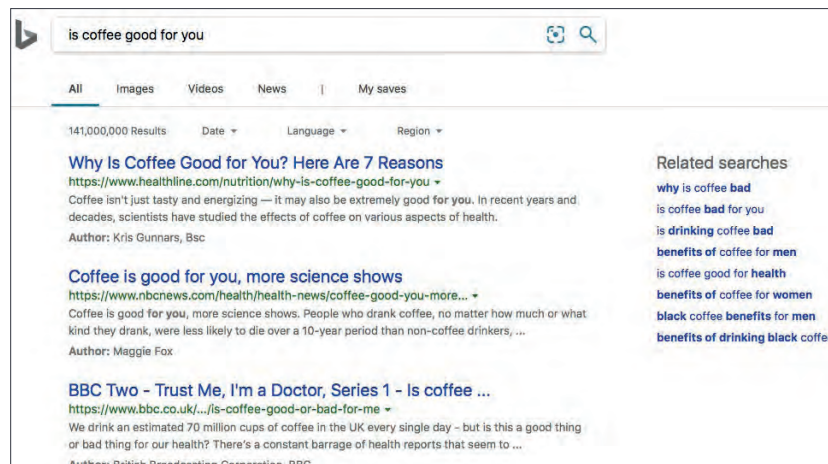 is coffee good for you
All Images Videos News | My saves
141,000,000 Results Date Language Region
Why Is Coffee Good for You? Here Are 7 Reasons
https://www.healthline.com/nutrition/why-is-coffee-good-for-you
Coffee isn't just tasty and energizing — it may also be extremely good for you. In recent years and
decades, scientists have studied the effects of coffee on various aspects of health.
Author: Kris Gunnars, Bsc
Coffee is good for you, more science shows
https://www.nbcnews.com/health/health-news/coffee-good-you-more...
Coffee is good for you, more science shows. People who drank coffee, no matter how much or what
kind they drank, were less likely to die over a 10-year period than non-coffee drinkers, ...
Author: Maggie Fox
BBC Two - Trust Me, I'm a Doctor, Series 1 - Is coffee ...
https://www.bbc.co.uk/.../is-coffee-good-or-bad-for-me
We drink an estimated 70 million cups of coffee in the UK every single day - but is this a good thing
or bad thing for our health? There's a constant barrage of health reports that seem to ...
Author: British Broadcasting Corporation, BBC
Related searches
why is coffee bad
is coffee bad for you
is drinking coffee bad
benefits of coffee for men
is coffee good for health
benefits of coffee for women
black coffee benefits for men
benefits of drinking black coffe